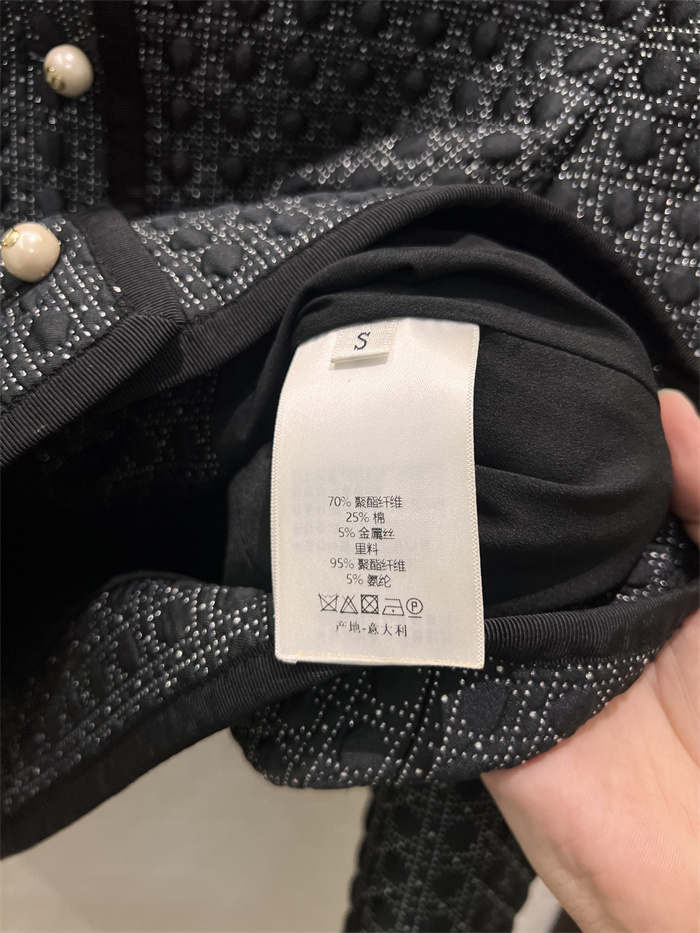 S
70% 聚酯纤维
25% 棉
5% 金属丝
里料
95% 聚酯纤维
5% 氨纶
产地-意大利